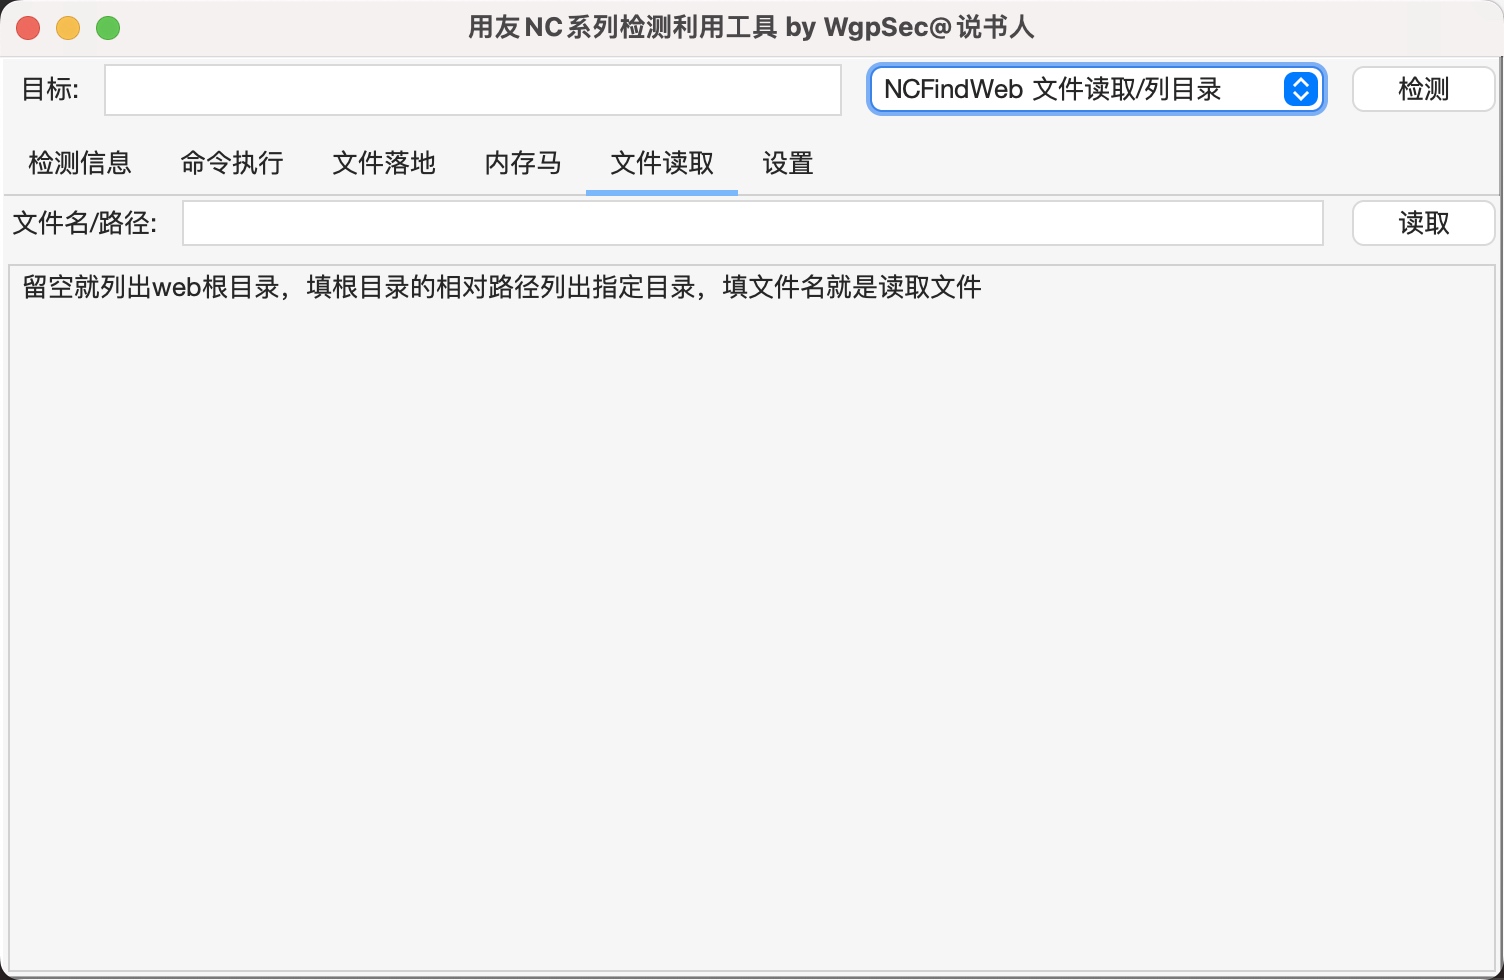 用友NC系列检测利用工具 by WgpSec@说书人
目标:
NCFindWeb 文件读取/列目录
检测
检测信息 命令执行 文件落地 内存马 文件读取 设置
文件名/路径:
读取
留空就列出web根目录，填根目录的相对路径列出指定目录，填文件名就是读取文件